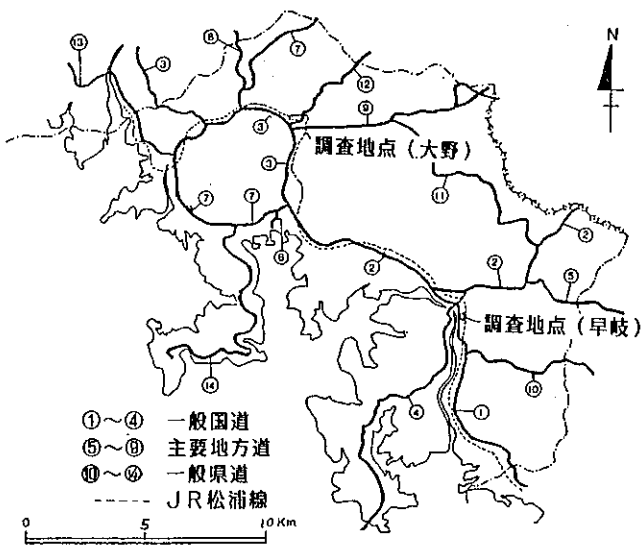 ⑬
③
⑧
⑦
⑫
⑨
N
③
調査地点(大野)
③
⑪
⑦
⑦
②
⑥
②
②
⑤
調査地点(早岐)
⑭
④
①
⑩
①~④ 一般国道
⑤~⑨ 主要地方道
⑩~⑭ 一般県道
JR松浦線
0 5 10Km